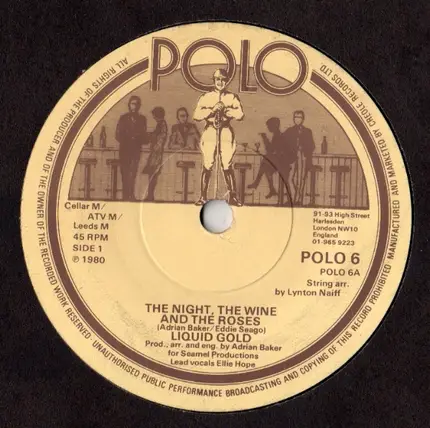 POLO
Cellar M/
ATV M/
Leeds M
45 RPM
SIDE 1
℗ 1980
91-93 High Street
Harlesden
London NW10
England
01-965 9223
POLO 6
POLO 6A
String arr.
by Lynton Naiff
THE NIGHT, THE WINE
AND THE ROSES
(Adrian Baker/Eddie Seago)
LIQUID GOLD
Prod., arr. and eng. by Adrian Baker
for Seamel Productions
Lead vocals Ellie Hope
ALL RIGHTS OF THE PRODUCER AND OF THE OWNER OF THE RECORDED WORK RESERVED. UNAUTHORISED PUBLIC PERFORMANCE BROADCASTING AND COPYING OF THIS RECORD PROHIBITED MANUFACTURED AND MARKETED BY CREOLE RECORDS LTD